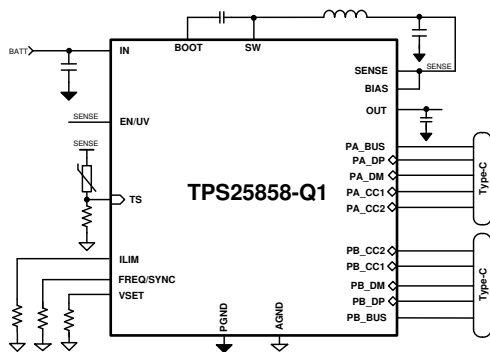 BATT
IN
BOOT
SW
SENSE
SENSE
BIAS
OUT
SENSE
EN/UV
SENSE
TS
TPS25858-Q1
PA_BUS
PA_DP
PA_DM
PA_CC1
PA_CC2
Type-C
PB_CC2
PB_CC1
PB_DM
PB_DP
PB_BUS
Type-C
ILIM
FREQ/SYNC
VSET
PGND
AGND